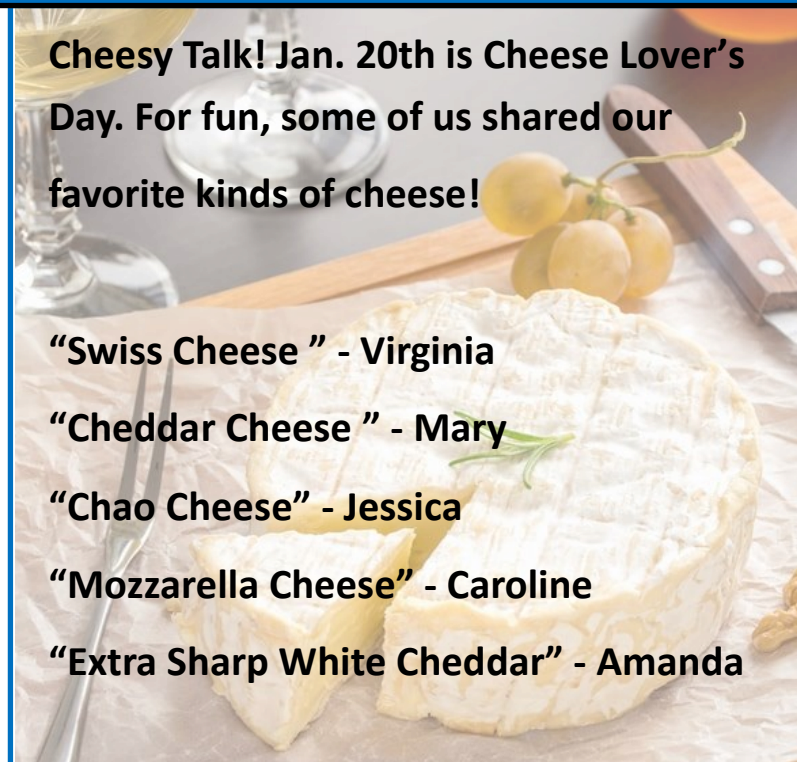 Cheesy Talk! Jan. 20th is Cheese Lover’s
Day. For fun, some of us shared our
favorite kinds of cheese!
“Swiss Cheese ” - Virginia
“Cheddar Cheese ” - Mary
“Chao Cheese” - Jessica
“Mozzarella Cheese” - Caroline
“Extra Sharp White Cheddar” - Amanda